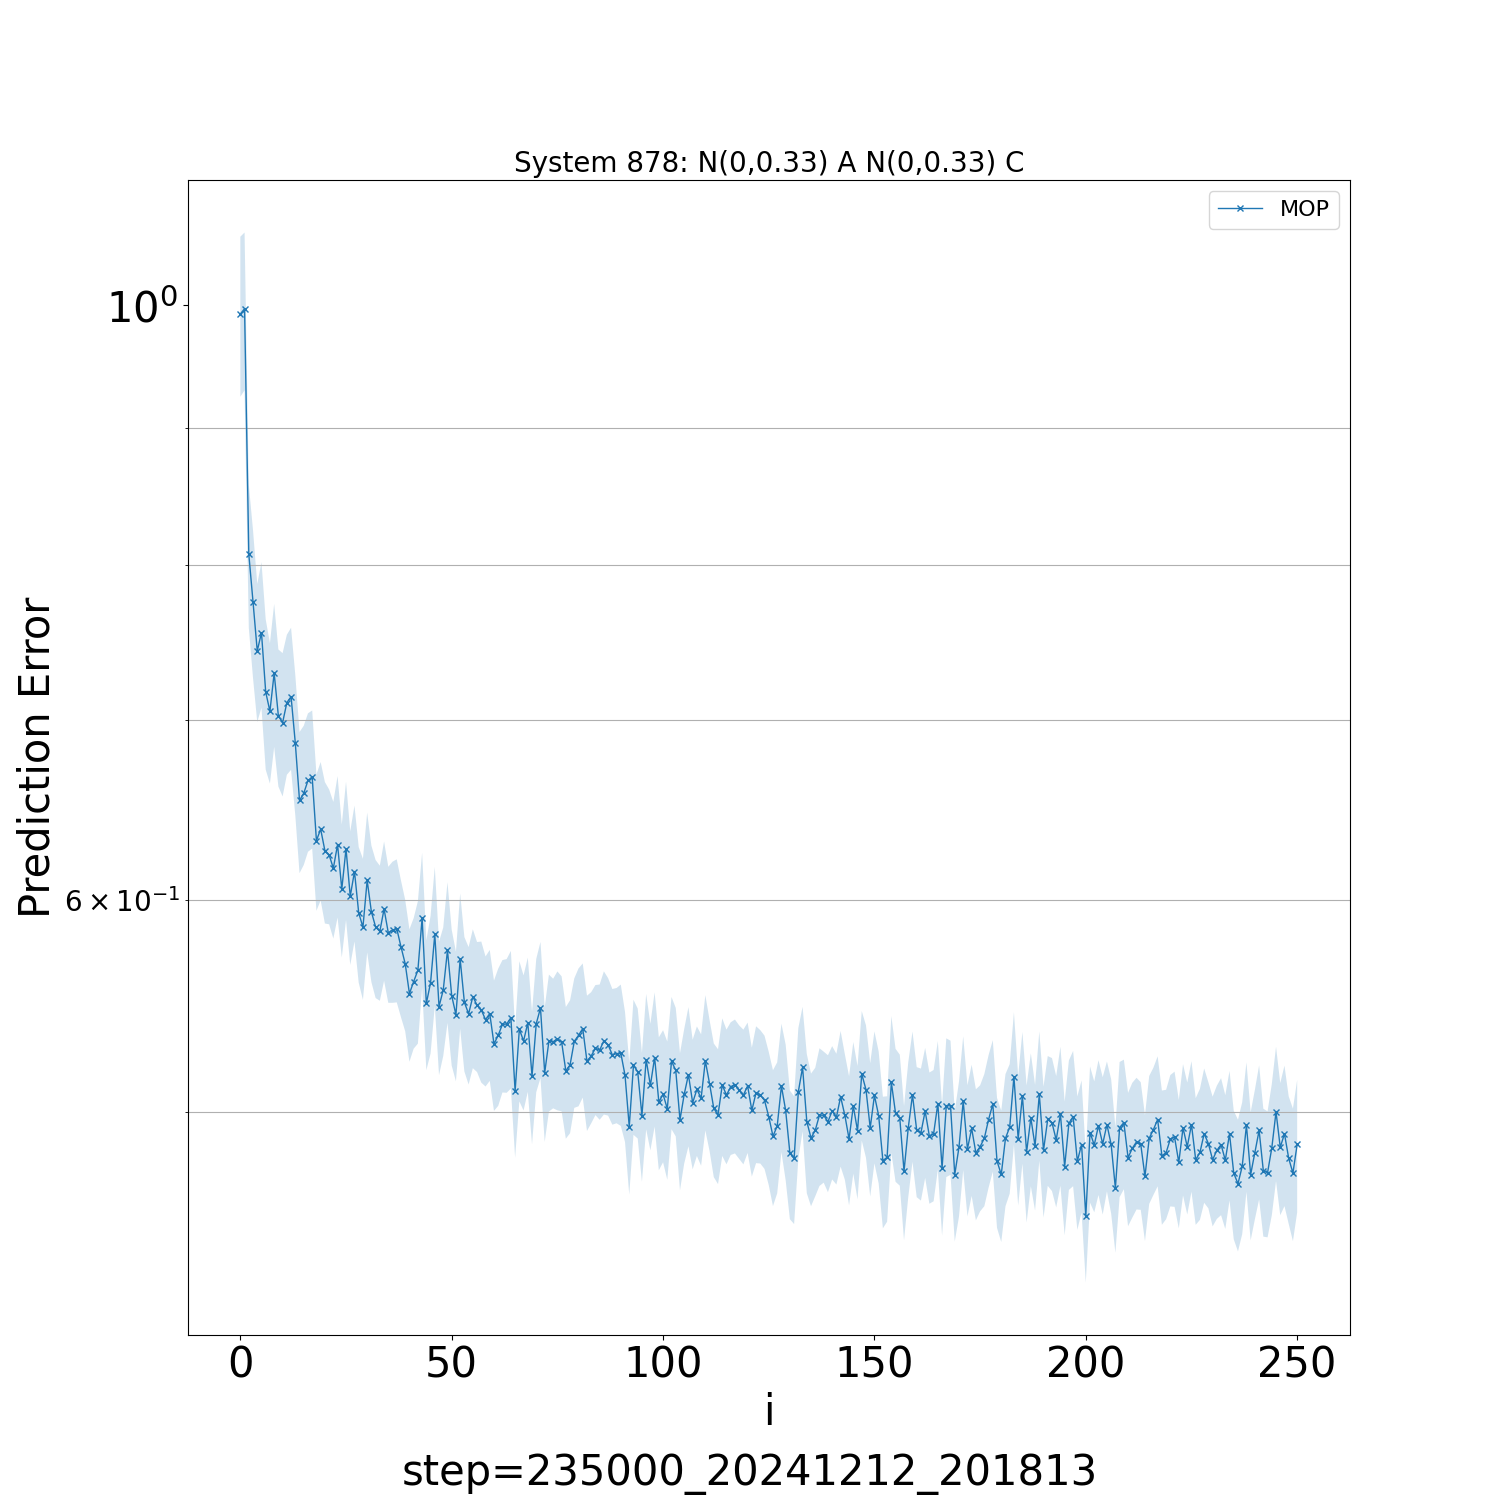 System 878: N(0,0.33) A N(0,0.33) C
MOP
10⁰
6 × 10⁻¹
Prediction Error
0 50 100 150 200 250
i
step=235000_20241212_201813